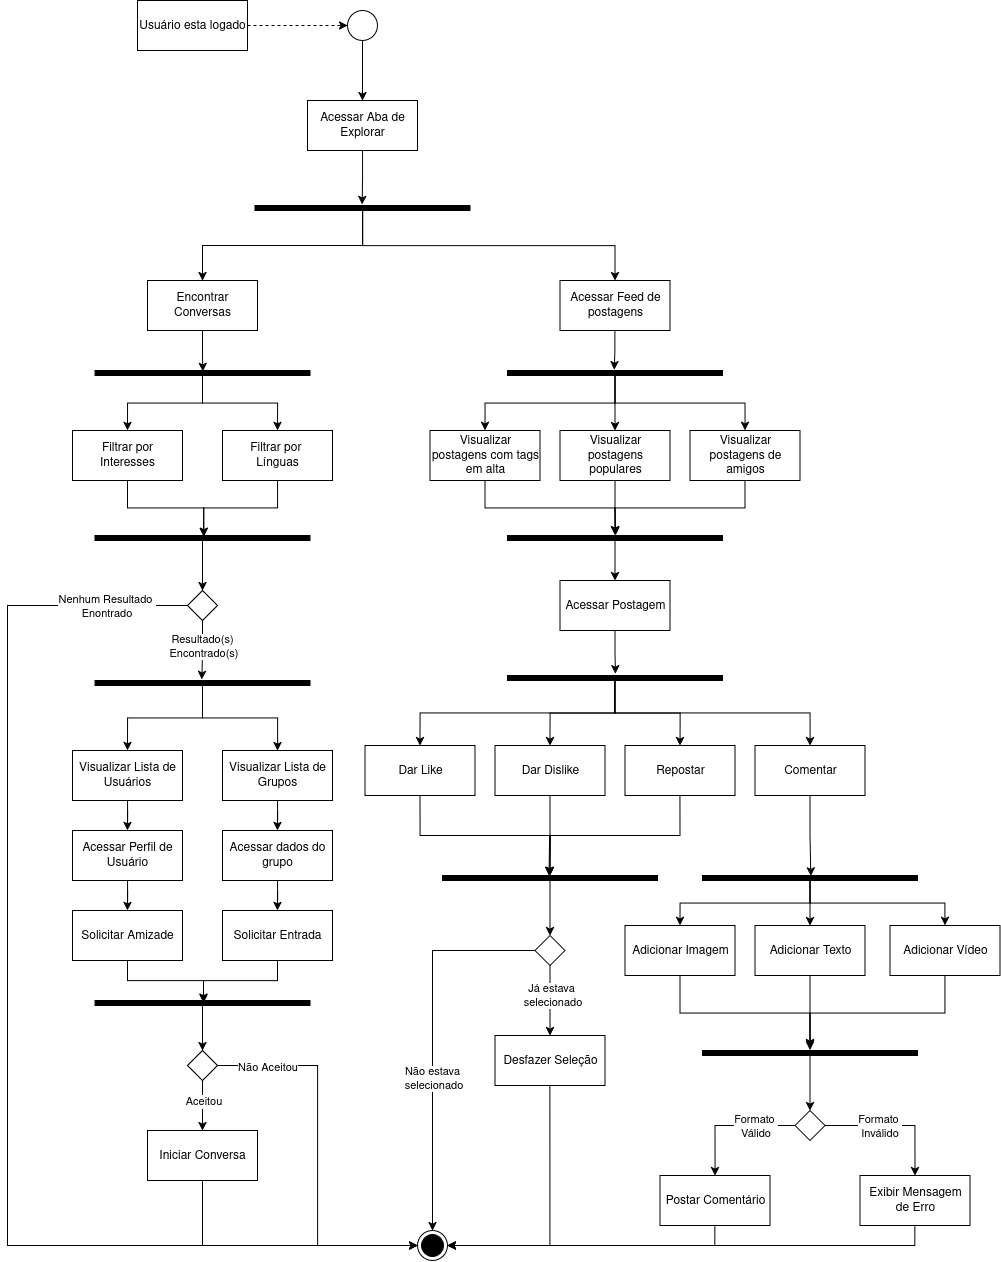 Usuário esta logado
Acessar Aba de
Explorar
Encontrar
Conversas
Acessar Feed de
postagens
Filtrar por
Interesses
Filtrar por
Línguas
Visualizar
postagens com tags
em alta
Visualizar
postagens
populares
Visualizar
postagens de
amigos
Nenhum Resultado
Enontrado
Resultado(s)
Encontrado(s)
Acessar Postagem
Visualizar Lista de
Usuários
Visualizar Lista de
Grupos
Dar Like
Dar Dislike
Repostar
Comentar
Acessar Perfil de
Usuário
Acessar dados do
grupo
Solicitar Amizade
Solicitar Entrada
Adicionar Imagem
Adicionar Texto
Adicionar Vídeo
Já estava
selecionado
Não estava
selecionado
Desfazer Seleção
Não Aceitou
Aceitou
Iniciar Conversa
Formato
Válido
Formato
Inválido
Postar Comentário
Exibir Mensagem
de Erro